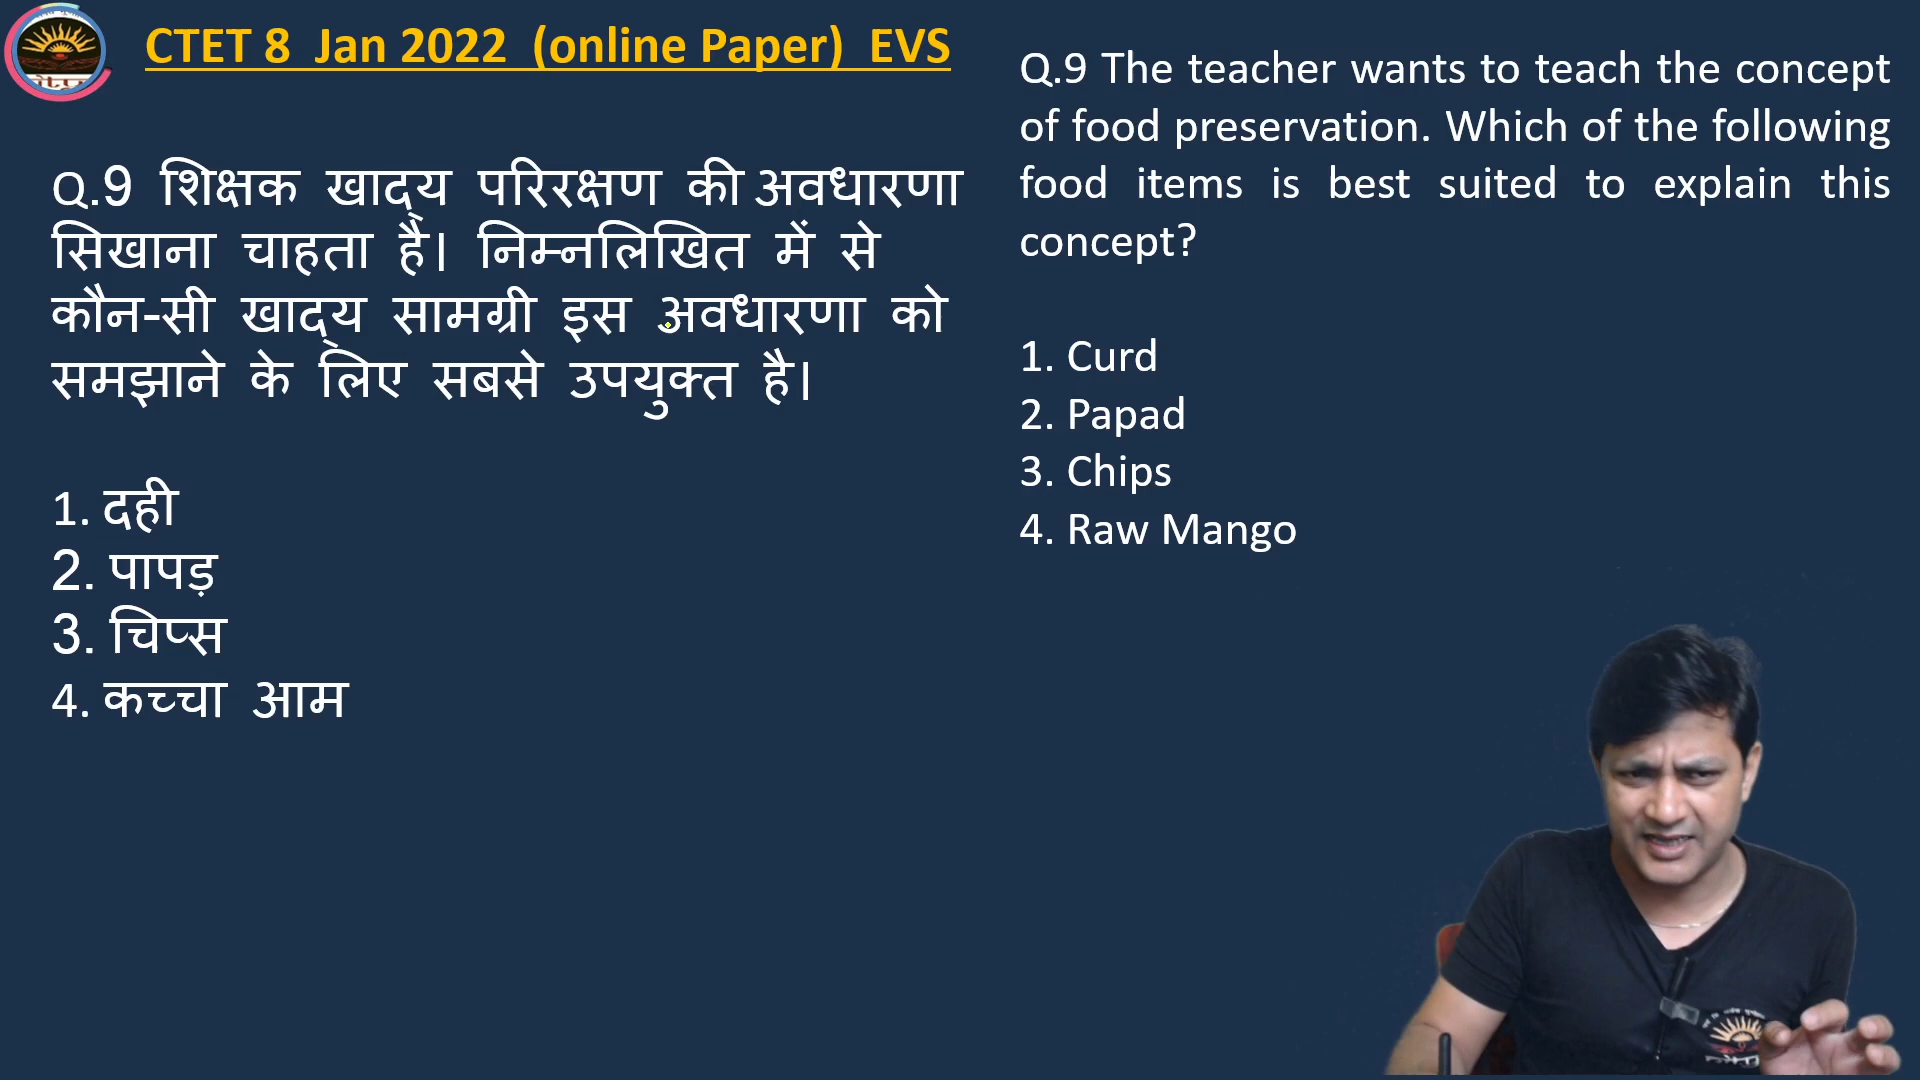 CTET 8 Jan 2022 (online Paper) EVS
Q.9 शिक्षक खाद्य परिरक्षण की अवधारणा
सिखाना चाहता है। निम्नलिखित में से
कौन-सी खाद्य सामग्री इस अवधारणा को
समझाने के लिए सबसे उपयुक्त है।
1. दही
2. पापड़
3. चिप्स
4. कच्चा आम
Q.9 The teacher wants to teach the concept
of food preservation. Which of the following
food items is best suited to explain this
concept?
1. Curd
2. Papad
3. Chips
4. Raw Mango